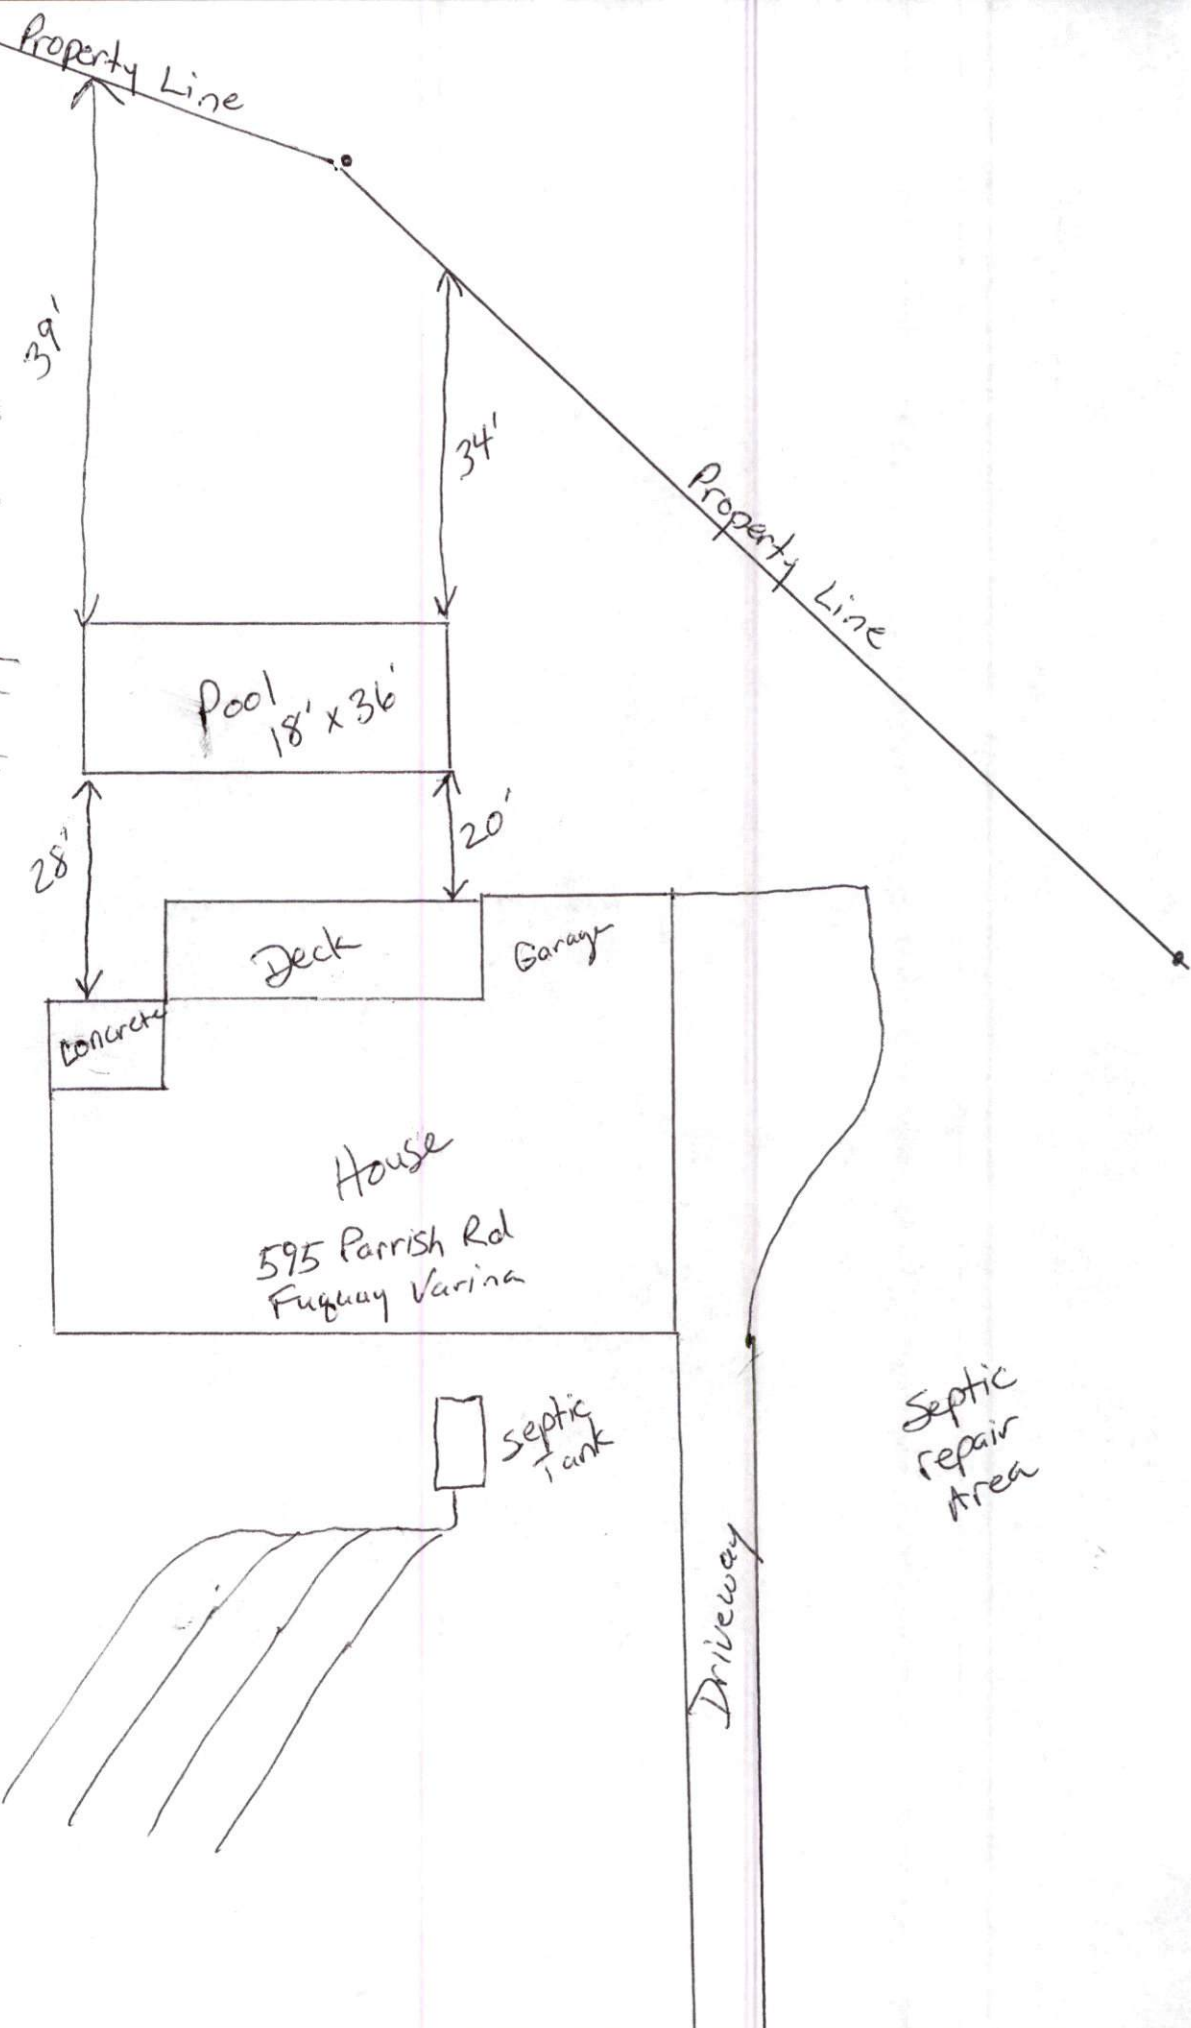 Property Line
39'
34'
Property Line
Pool
18' x 36'
28'
20'
Deck
Garage
Concrete
House
595 Parrish Rd
Fuquay Varina
Septic
Tank
Septic
repair
Area
Driveway